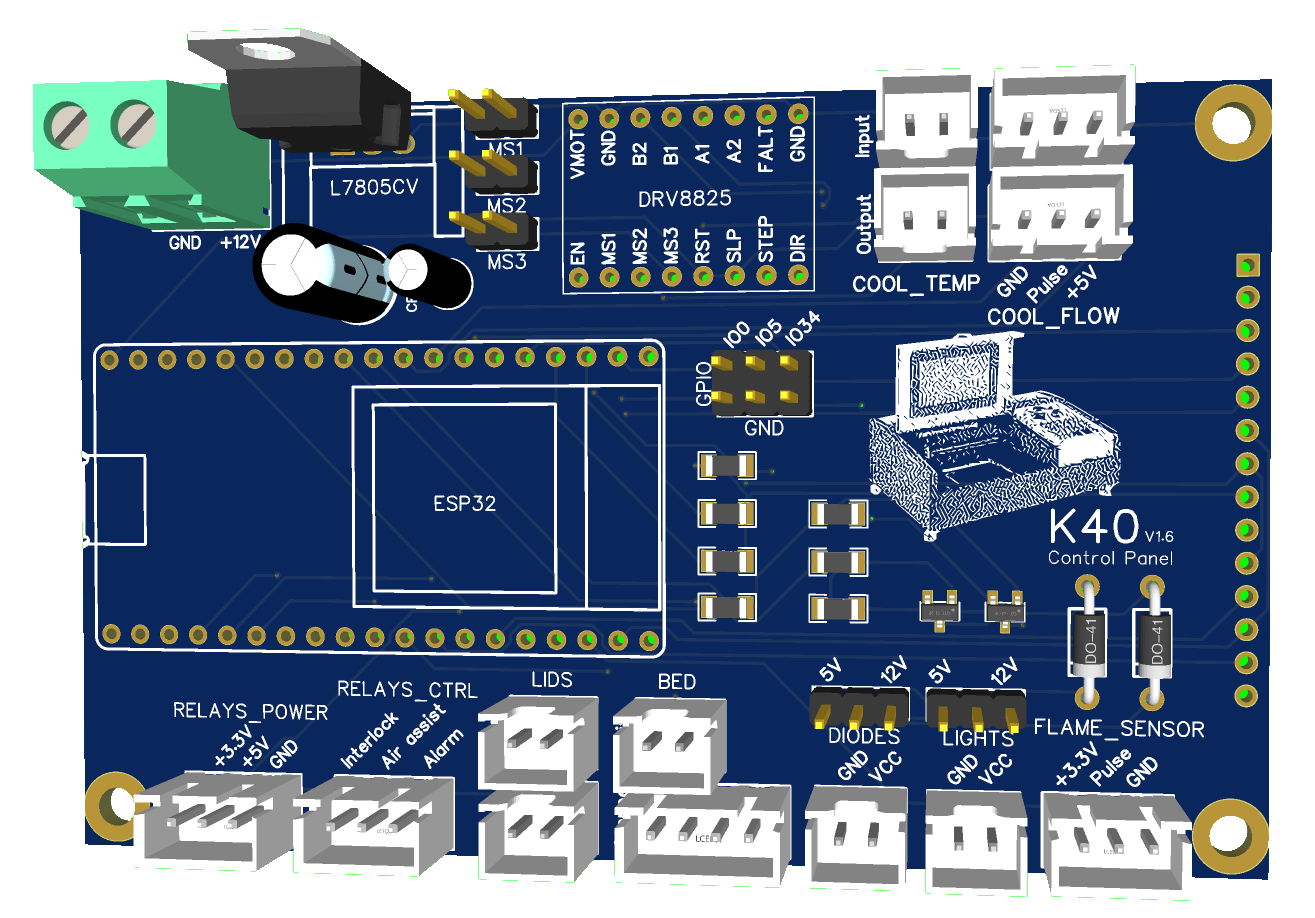 GND +12V
L7805CV
MS1
MS2
MS3
VMOT GND B2 B1 A1 A2 FALT GND
DRV8825
EN MS1 MS2 MS3 RST SLP STEP DIR
Input
Output
COOL_TEMP
GND Pulse +5V
COOL_FLOW
IO0 IO5 IO34
GPIO
GND
ESP32
K40 V1.6
Control Panel
DO-41 DO-41
FLAME_SENSOR
+3.3V Pulse GND
RELAYS_POWER
+3.3V +5V GND
RELAYS_CTRL
Interlock Air assist Alarm
LIDS
BED
5V 12V
DIODES
GND VCC
5V 12V
LIGHTS
GND VCC